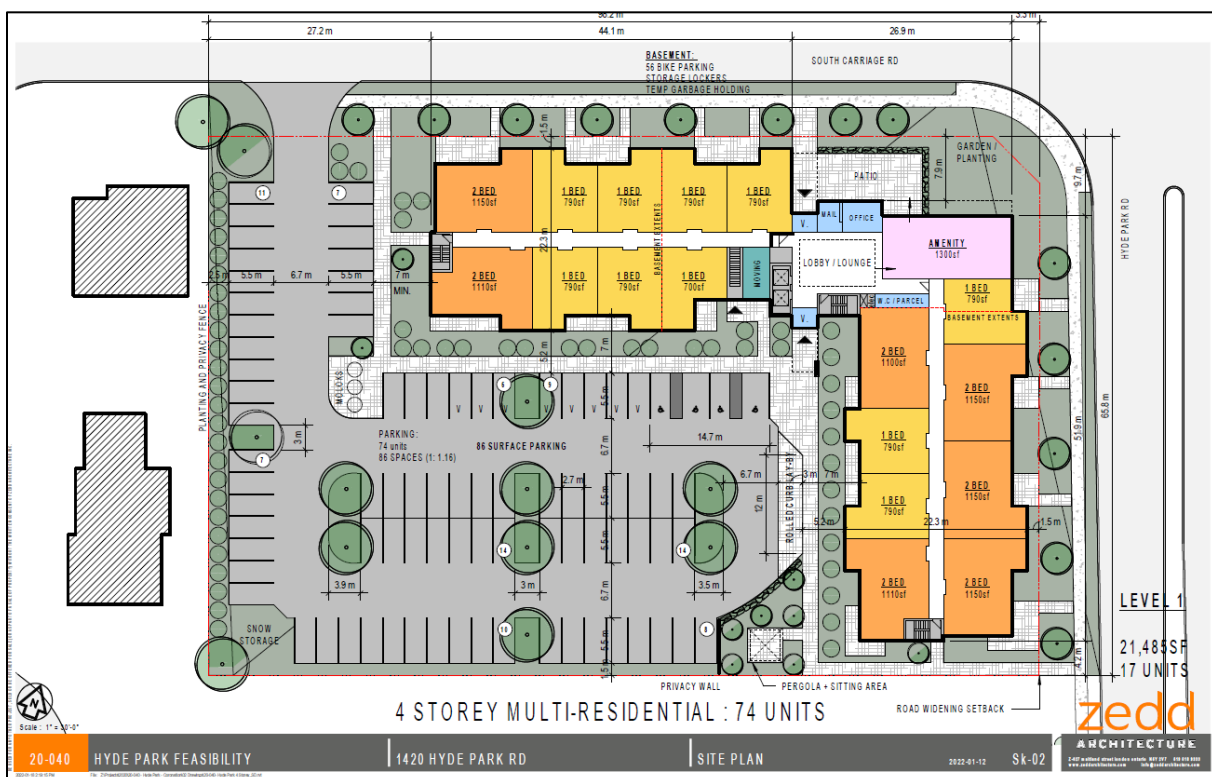 98.2 m
3.3 m
27.2 m
44.1 m
26.9 m
BASEMENT:
56 BIKE PARKING
STORAGE LOCKERS
TEMP GARBAGE HOLDING
SOUTH CARRIAGE RD
HYDE PARK RD
1.5 m
GARDEN /
PLANTING
7.9 m
9.7 m
PATIO
11
7
2 BED
1150sf
1 BED
790sf
1 BED
790sf
1 BED
790sf
1 BED
790sf
BASEMENT EXTENTS
22.3 m
V.
MAIL
OFFICE
AMENITY
1300sf
LOBBY / LOUNGE
MOVING
2 BED
1110sf
1 BED
790sf
1 BED
790sf
1 BED
700sf
2.5 m
5.5 m
6.7 m
5.5 m
7 m
MIN.
V.
W.C / PARCEL
1 BED
790sf
BASEMENT EXTENTS
PLANTING AND PRIVACY FENCE
MOLOKS
5.2 m
7 m
2 BED
1100sf
2 BED
1150sf
65.8 m
51.9 m
6
9
V V V V V V V V
5.5 m
PARKING:
74 units
86 SPACES (1: 1.16)
86 SURFACE PARKING
14.7 m
6.7 m
3 m
7
1 BED
790sf
2 BED
1150sf
2.7 m
6.7 m
3 m
7 m
ROLLED CURB LAY-BY
12 m
5.5 m
5.5 m
1 BED
790sf
5.2 m
22.3 m
1.5 m
14
14
3.9 m
3 m
3.5 m
6.7 m
2 BED
1110sf
2 BED
1150sf
LEVEL 1
21,485SF
17 UNITS
SNOW
STORAGE
10
8
5.5 m
1.5 m
4.2 m
PRIVACY WALL
PERGOLA + SITTING AREA
ROAD WIDENING SETBACK
N
4 STOREY MULTI-RESIDENTIAL : 74 UNITS
zedd
ARCHITECTURE
20-040
HYDE PARK FEASIBILITY
1420 HYDE PARK RD
SITE PLAN
2022-01-12
Sk-02